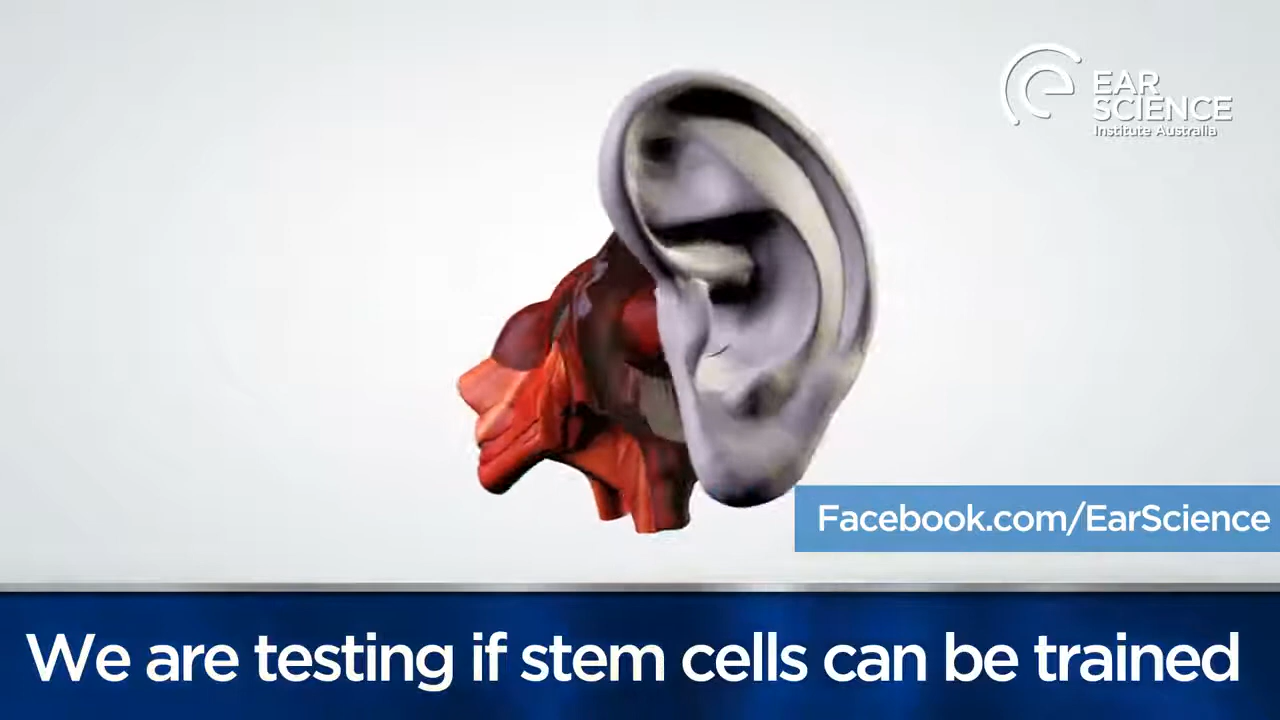 EAR
SCIENCE
Institute Australia
Facebook.com/EarScience
We are testing if stem cells can be trained